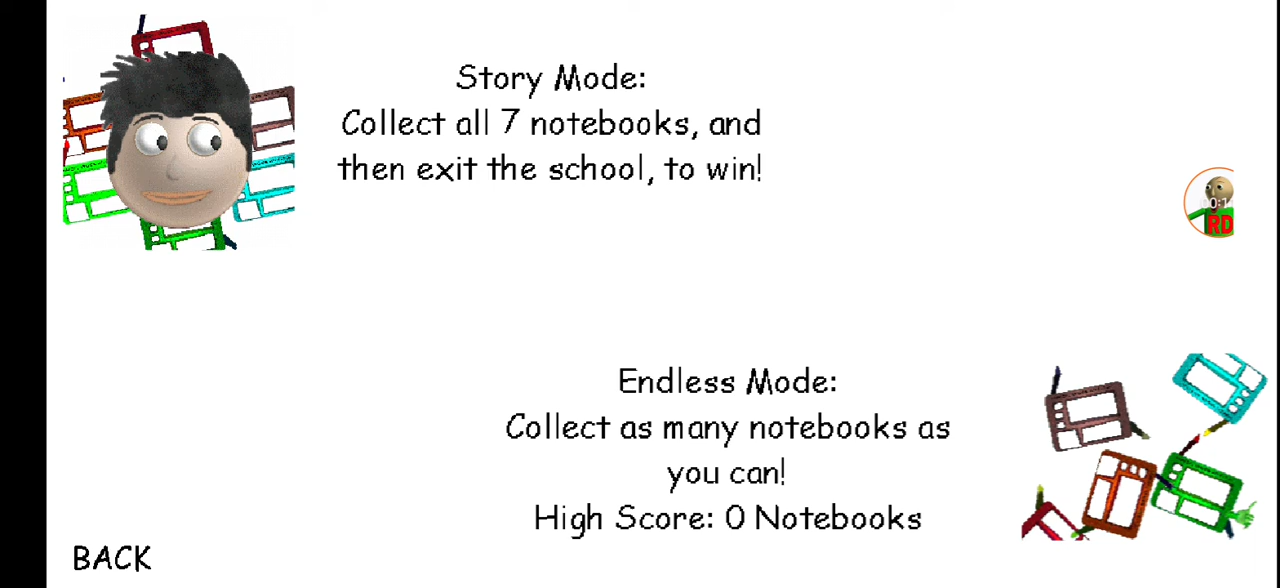 Story Mode:
Collect all 7 notebooks, and
then exit the school, to win!
RD
Endless Mode:
Collect as many notebooks as
you can!
High Score: 0 Notebooks
BACK